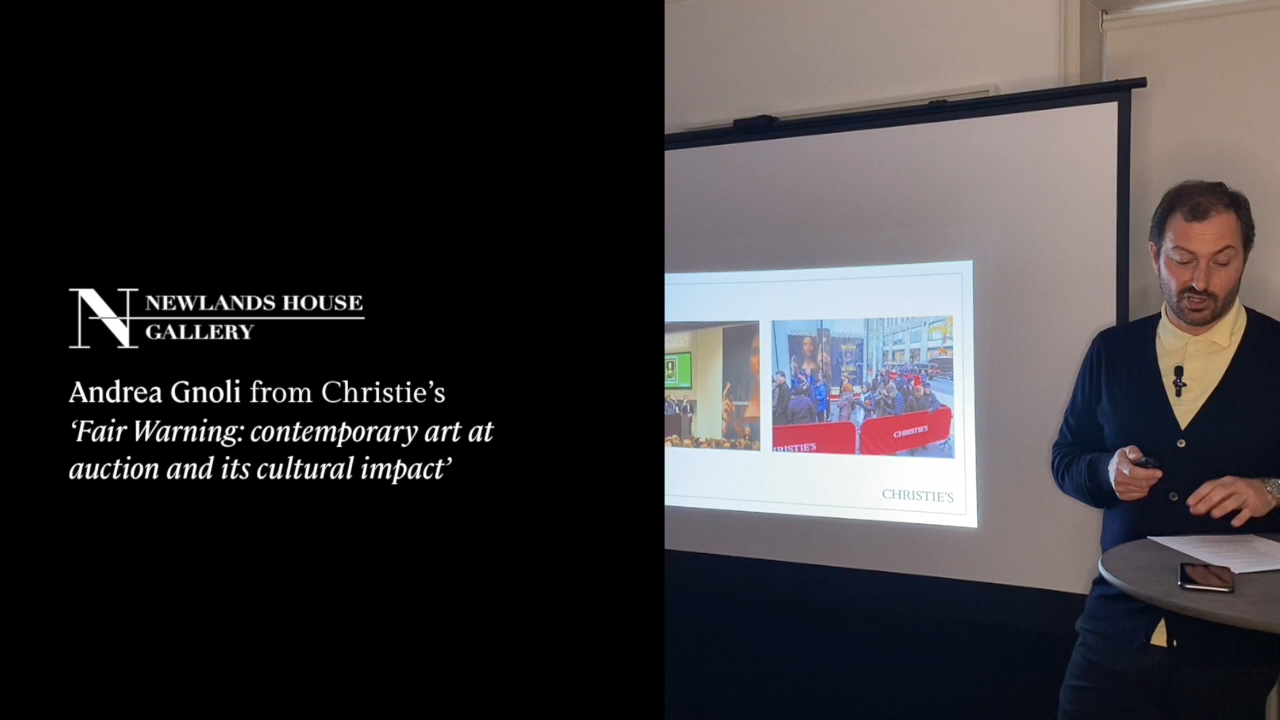 NEWLANDS HOUSE
GALLERY
Andrea Gnoli from Christie’s
‘Fair Warning: contemporary art at
auction and its cultural impact’
RISTIE'S
CHRISTIE'S
CHRISTIE'S